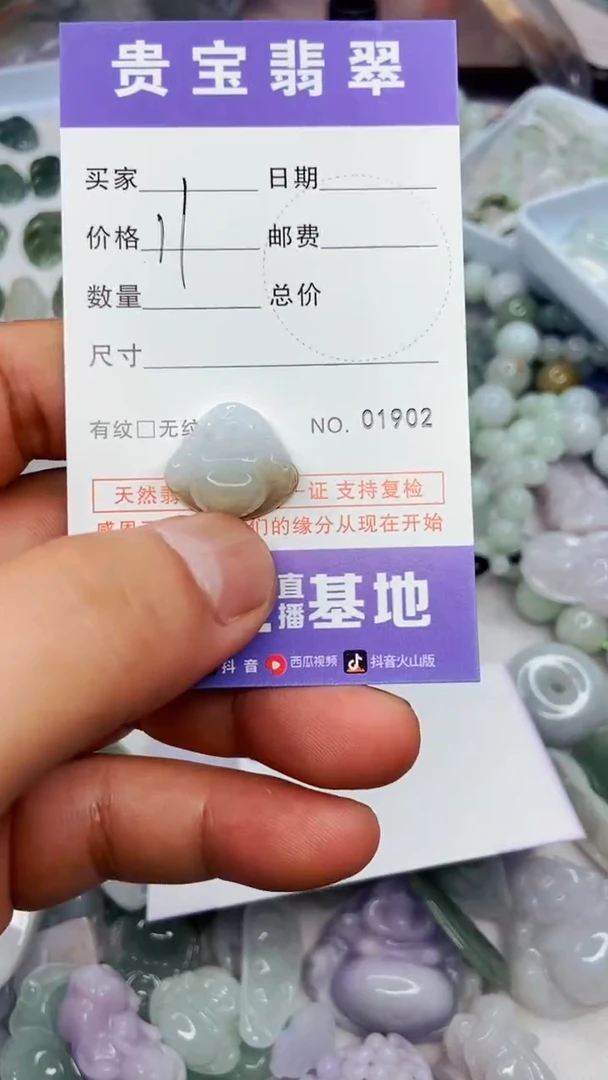 贵宝翡翠
买家 日期
价格 11 邮费
数量 总价
尺寸
有纹□无纹 NO. 01902
天然翡 一证 支持复检
们的缘分从现在开始
直播基地
抖音 西瓜视频 抖音火山版